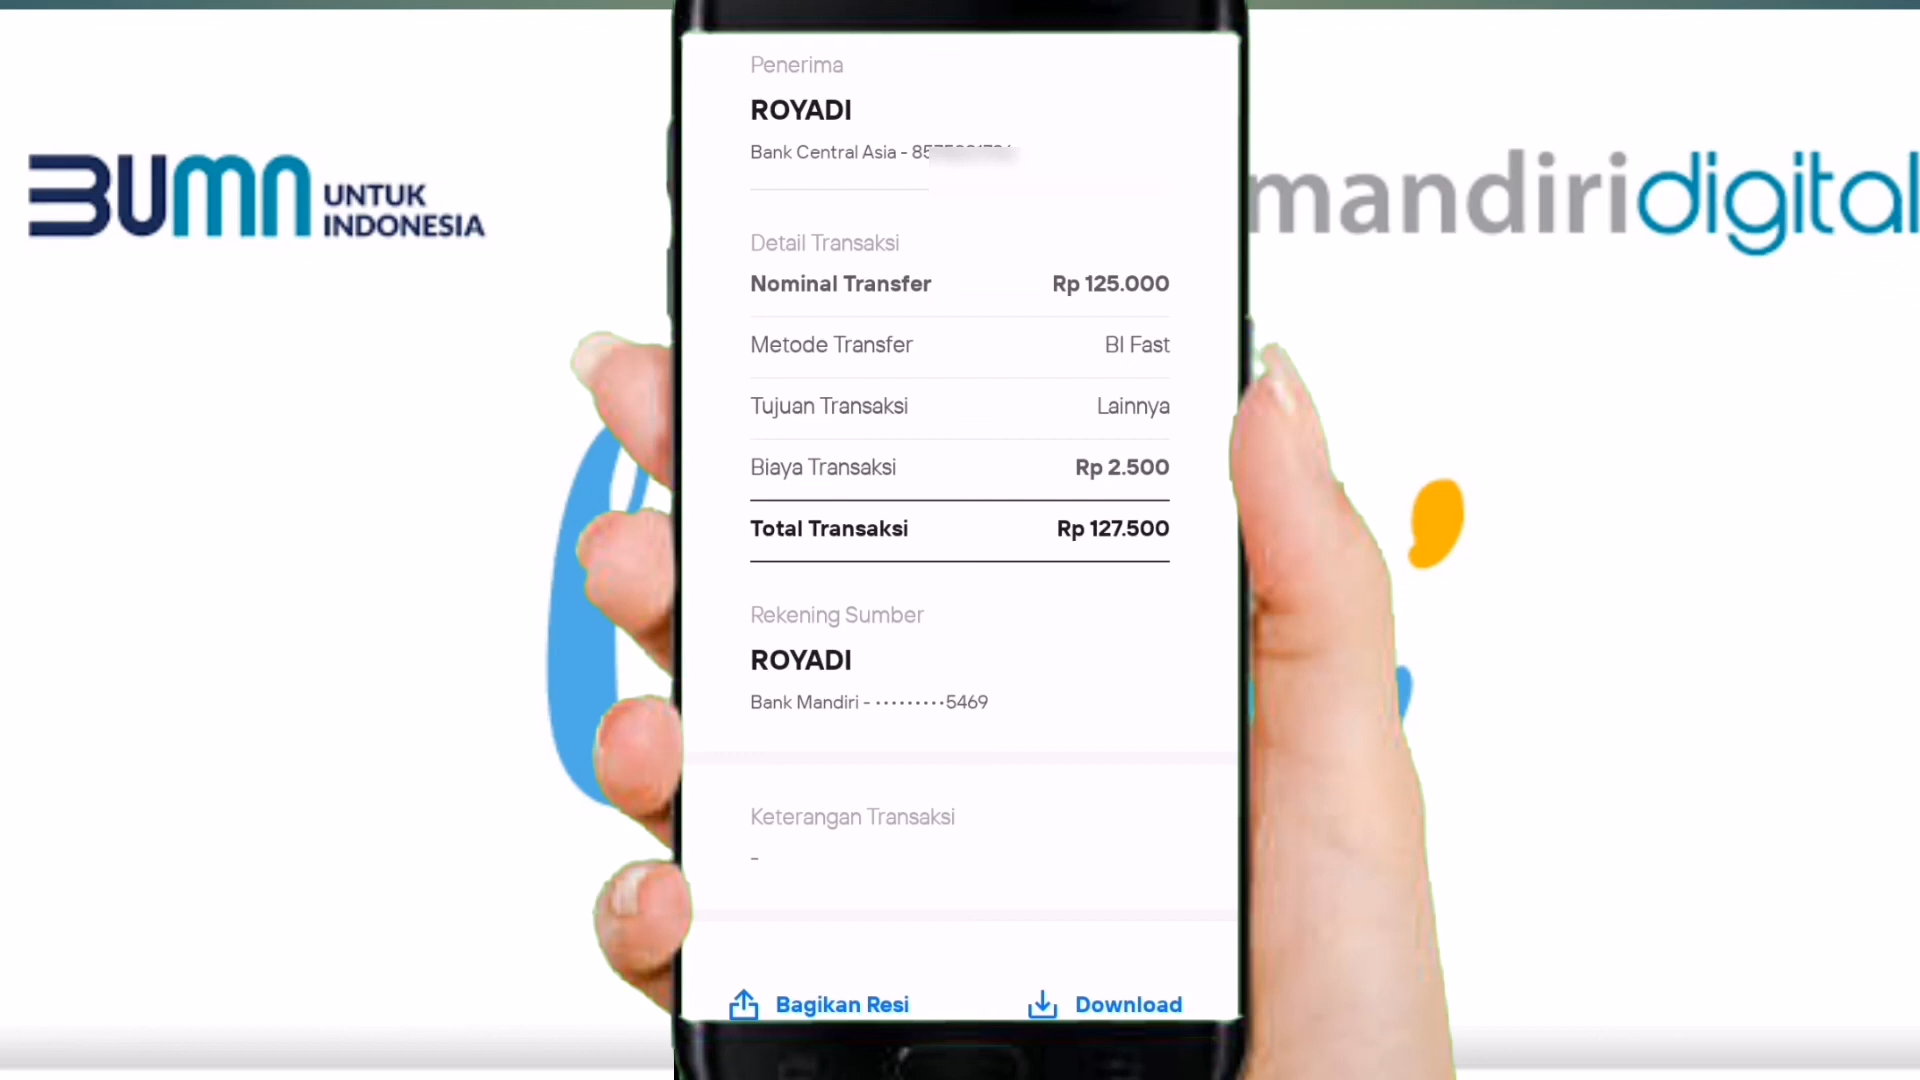 BUMN UNTUK
INDONESIA
mandiri digital
Penerima
ROYADI
Bank Central Asia -
Detail Transaksi
Nominal Transfer Rp 125.000
Metode Transfer BI Fast
Tujuan Transaksi Lainnya
Biaya Transaksi Rp 2.500
Total Transaksi Rp 127.500
Rekening Sumber
ROYADI
Bank Mandiri - •••••••••5469
Keterangan Transaksi
-
Bagikan Resi Download